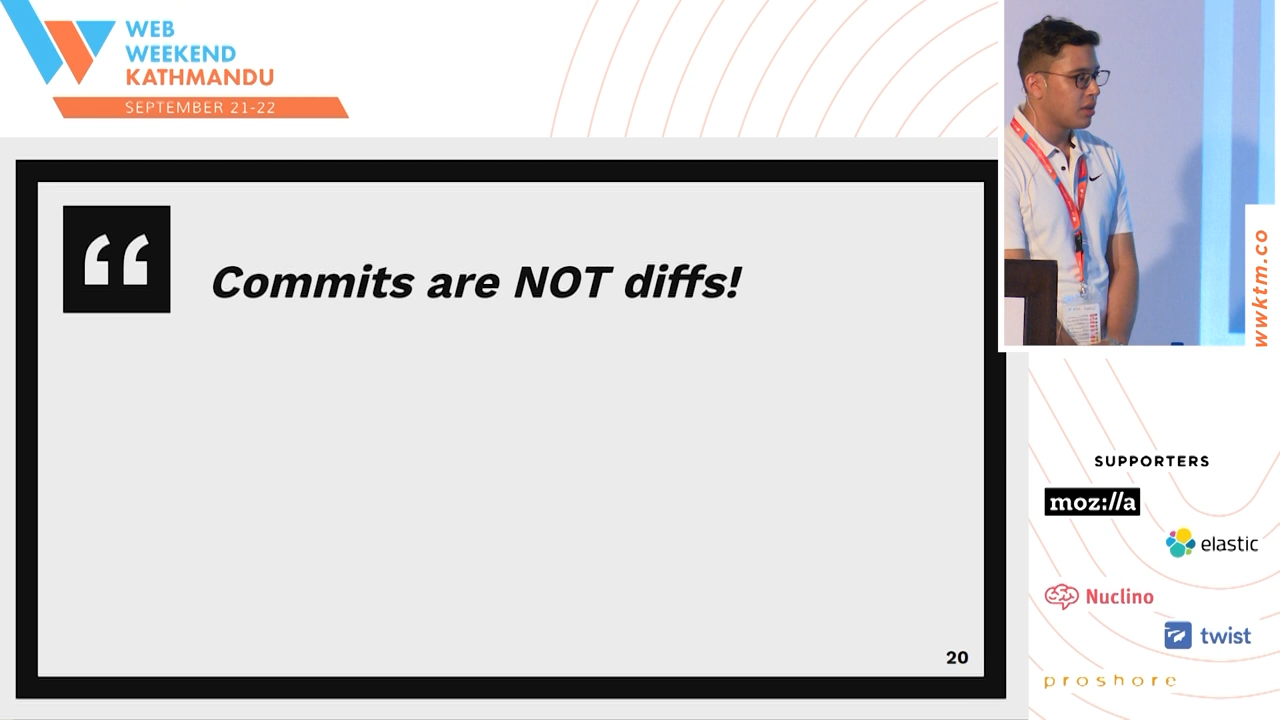 WEB
WEEKEND
KATHMANDU
SEPTEMBER 21-22
“
Commits are NOT diffs!
20
wwktm.co
SUPPORTERS
moz://a
elastic
Nuclino
twist
proshore